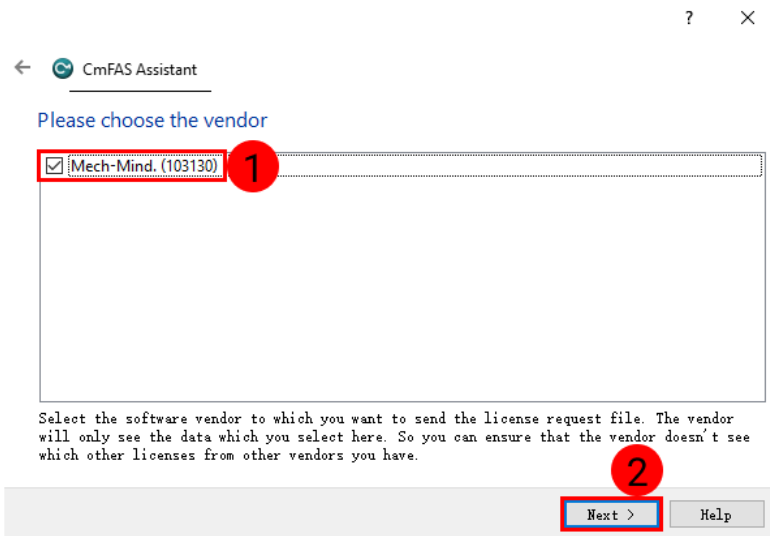 ?
CmFAS Assistant
Please choose the vendor
Mech-Mind. (103130)
1
Select the software vendor to which you want to send the license request file. The vendor
will only see the data which you select here. So you can ensure that the vendor doesn't see
which other licenses from other vendors you have.
2
Next >
Help